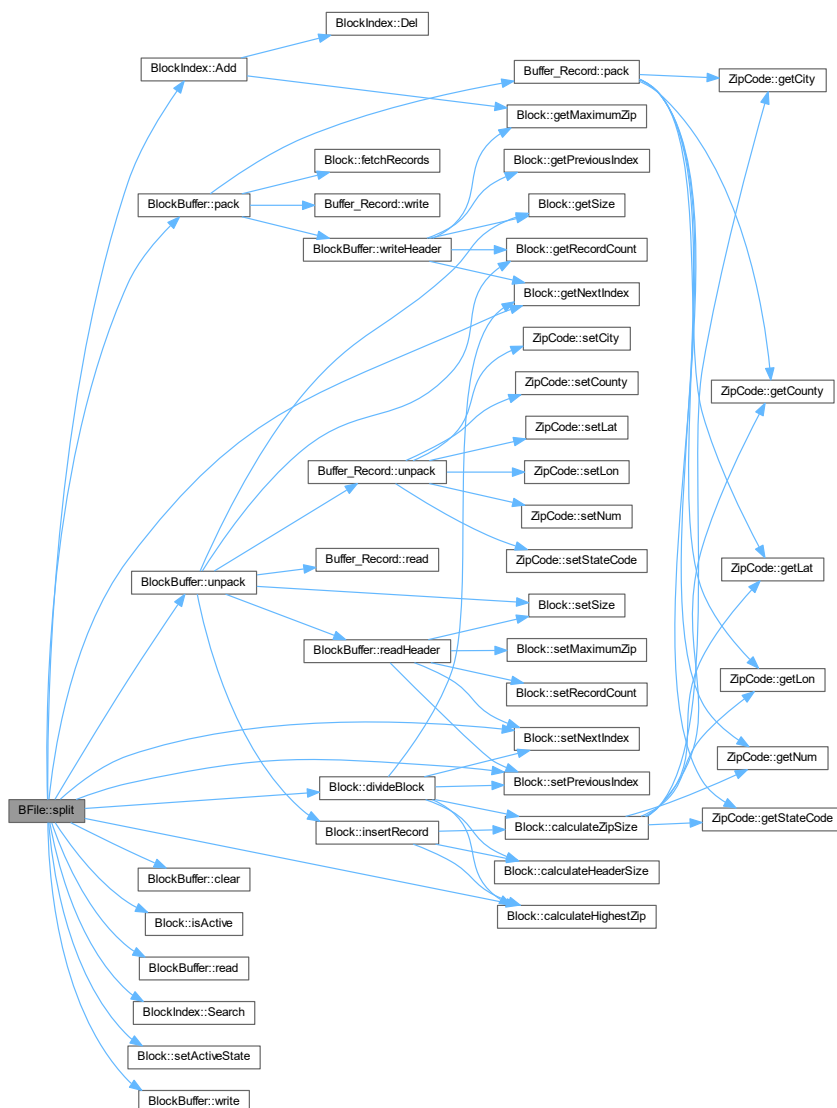 BlockIndex::Del
BlockIndex::Add
Buffer_Record::pack
ZipCode::getCity
Block::getMaximumZip
Block::fetchRecords
Block::getPreviousIndex
BlockBuffer::pack
Buffer_Record::write
Block::getSize
BlockBuffer::writeHeader
Block::getRecordCount
Block::getNextIndex
ZipCode::setCity
ZipCode::setCounty
ZipCode::getCounty
ZipCode::setLat
Buffer_Record::unpack
ZipCode::setLon
ZipCode::setNum
Buffer_Record::read
ZipCode::setStateCode
ZipCode::getLat
BlockBuffer::unpack
Block::setSize
BlockBuffer::readHeader
Block::setMaximumZip
ZipCode::getLon
Block::setRecordCount
Block::setNextIndex
ZipCode::getNum
Block::divideBlock
Block::setPreviousIndex
BFile::split
Block::insertRecord
Block::calculateZipSize
ZipCode::getStateCode
Block::calculateHeaderSize
BlockBuffer::clear
Block::calculateHighestZip
Block::isActive
BlockBuffer::read
BlockIndex::Search
Block::setActiveState
BlockBuffer::write